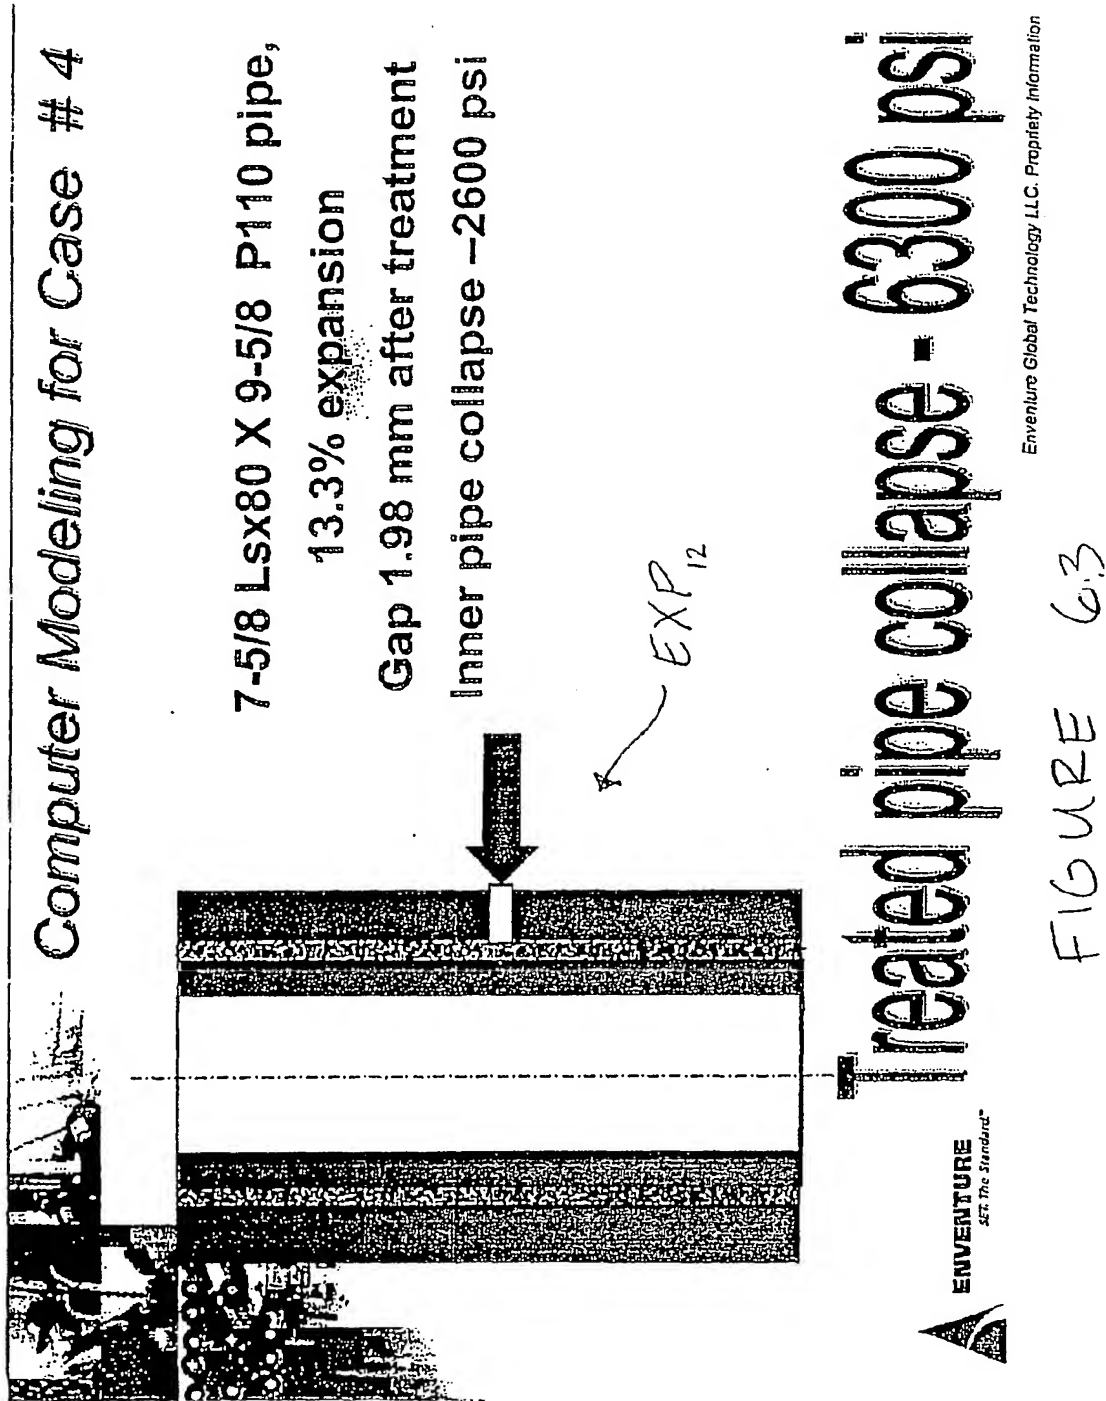 Computer Modeling for Case # 4
7-5/8 Lsx80 X 9-5/8 P110 pipe,
13.3% expansion
Gap 1.98 mm after treatment
Inner pipe collapse –2600 psi
EXP12
Treated pipe collapse - 6300 psi
ENVENTURE
SET. The Standard™
Enventure Global Technology LLC. Propriety Information
FIGURE 63